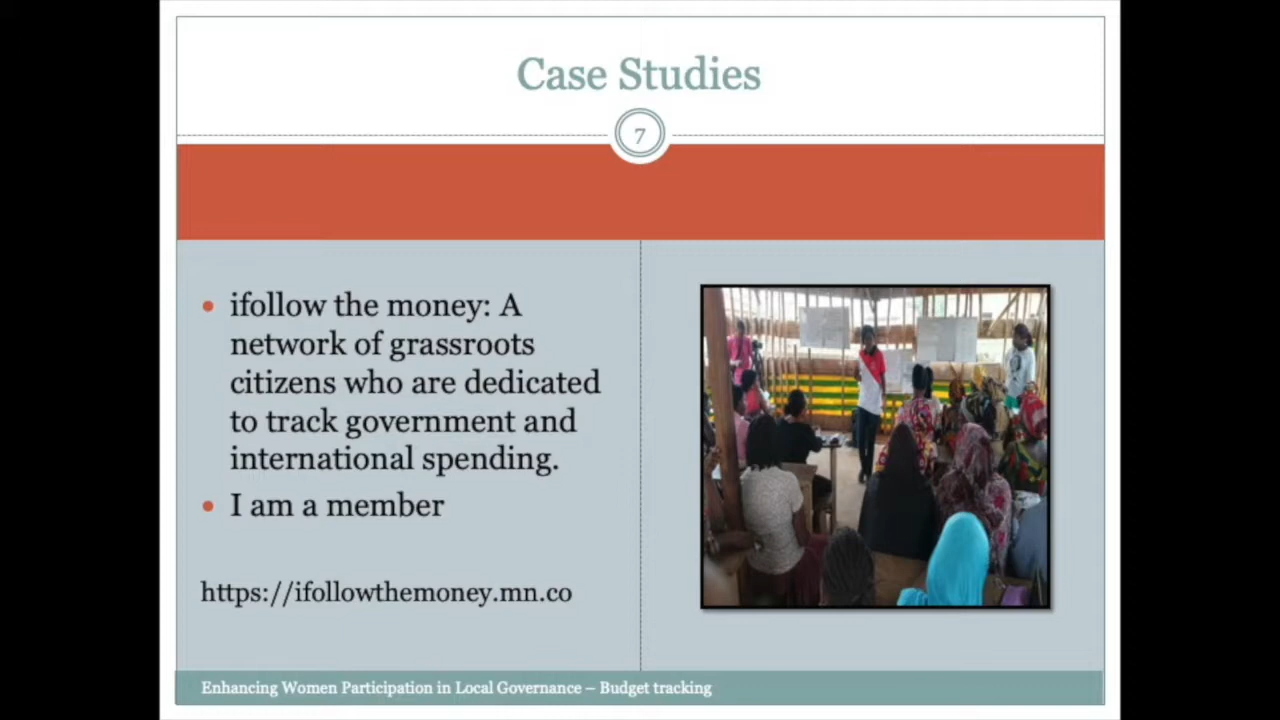 Case Studies
7
• ifollow the money: A
network of grassroots
citizens who are dedicated
to track government and
international spending.
• I am a member
https://ifollowthemoney.mn.co
Enhancing Women Participation in Local Governance – Budget tracking